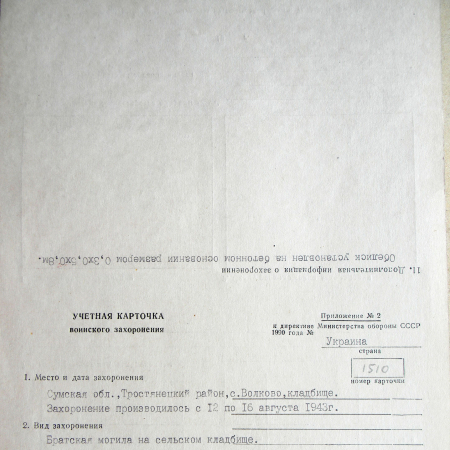 11. Дополнительная информация о захоронении
Обелиск установлен на бетонном основании размером 0,3х0,5х0,8м.
УЧЕТНАЯ КАРТОЧКА
воинского захоронения
Приложение № 2
к директиве Министерства обороны СССР
1990 года №
Украина
страна
1510
номер карточки
1. Место и дата захоронения
Сумская обл.,Тростянецкий район,с.Волково,кладбище.
Захоронение производилось с 12 по 16 августа 1943г.
2. Вид захоронения
Братская могила на сельском кладбище.